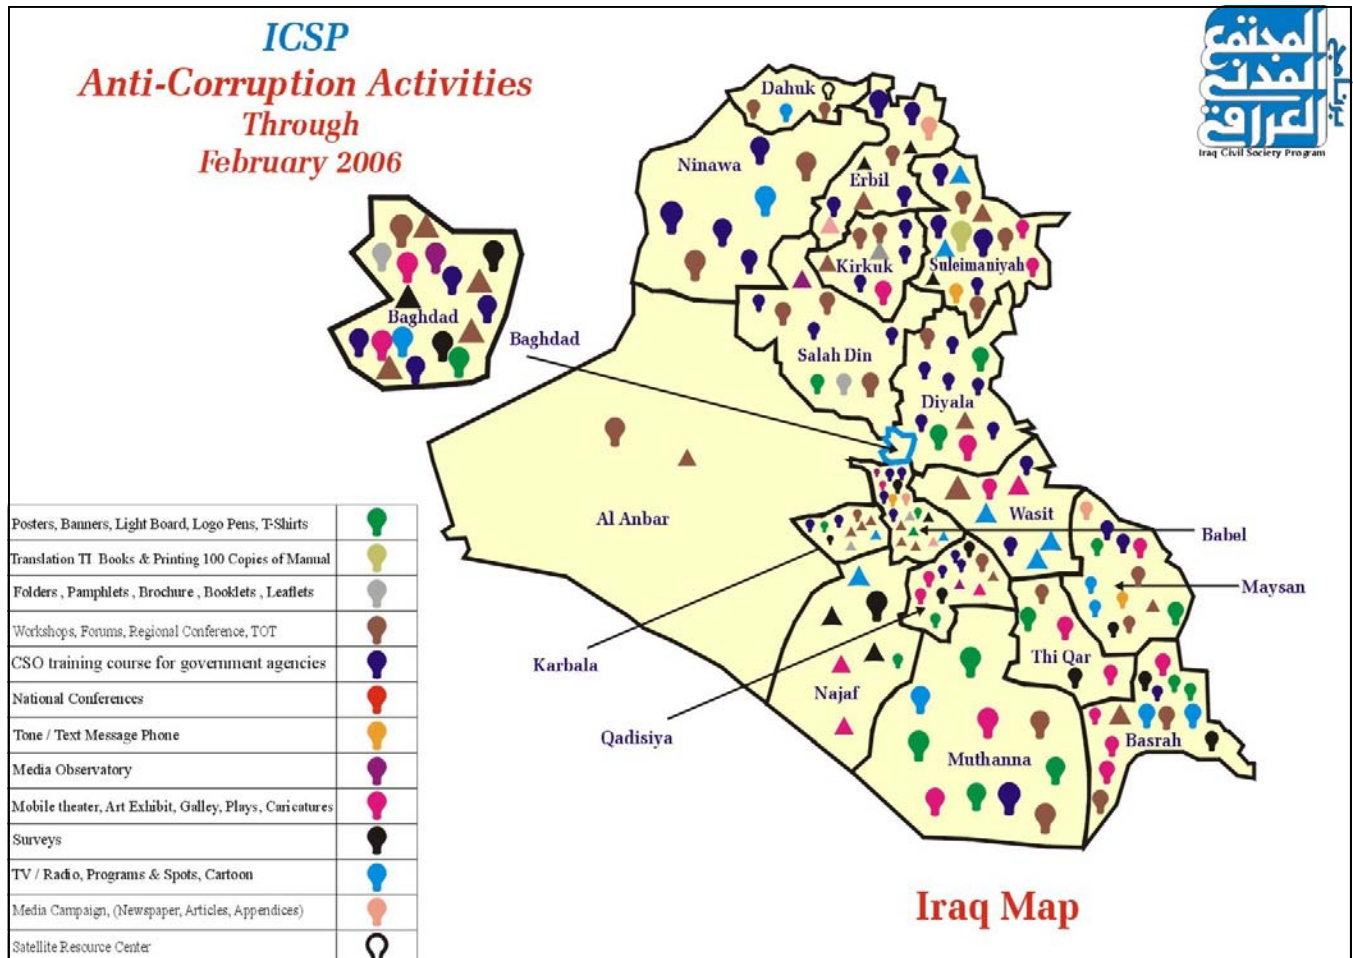 ICSP
Anti-Corruption Activities
Through
February 2006
المجتمع
المدني
العراقي
برنامج
Iraq Civil Society Program
Dahuk
Ninawa
Erbil
Kirkuk
Suleimaniyah
Baghdad
Baghdad
Salah Din
Diyala
Al Anbar
Wasit
Babel
Maysan
Karbala
Thi Qar
Najaf
Qadisiya
Basrah
Muthanna
Iraq Map
Posters, Banners, Light Board, Logo Pens, T-Shirts
Translation TI Books & Printing 100 Copies of Manual
Folders , Pamphlets , Brochure , Booklets , Leaflets
Workshops, Forums, Regional Conference, TOT
CSO training course for government agencies
National Conferences
Tone / Text Message Phone
Media Observatory
Mobile theater, Art Exhibit, Galley, Plays, Caricatures
Surveys
TV / Radio, Programs & Spots, Cartoon
Media Campaign, (Newspaper, Articles, Appendices)
Satellite Resource Center